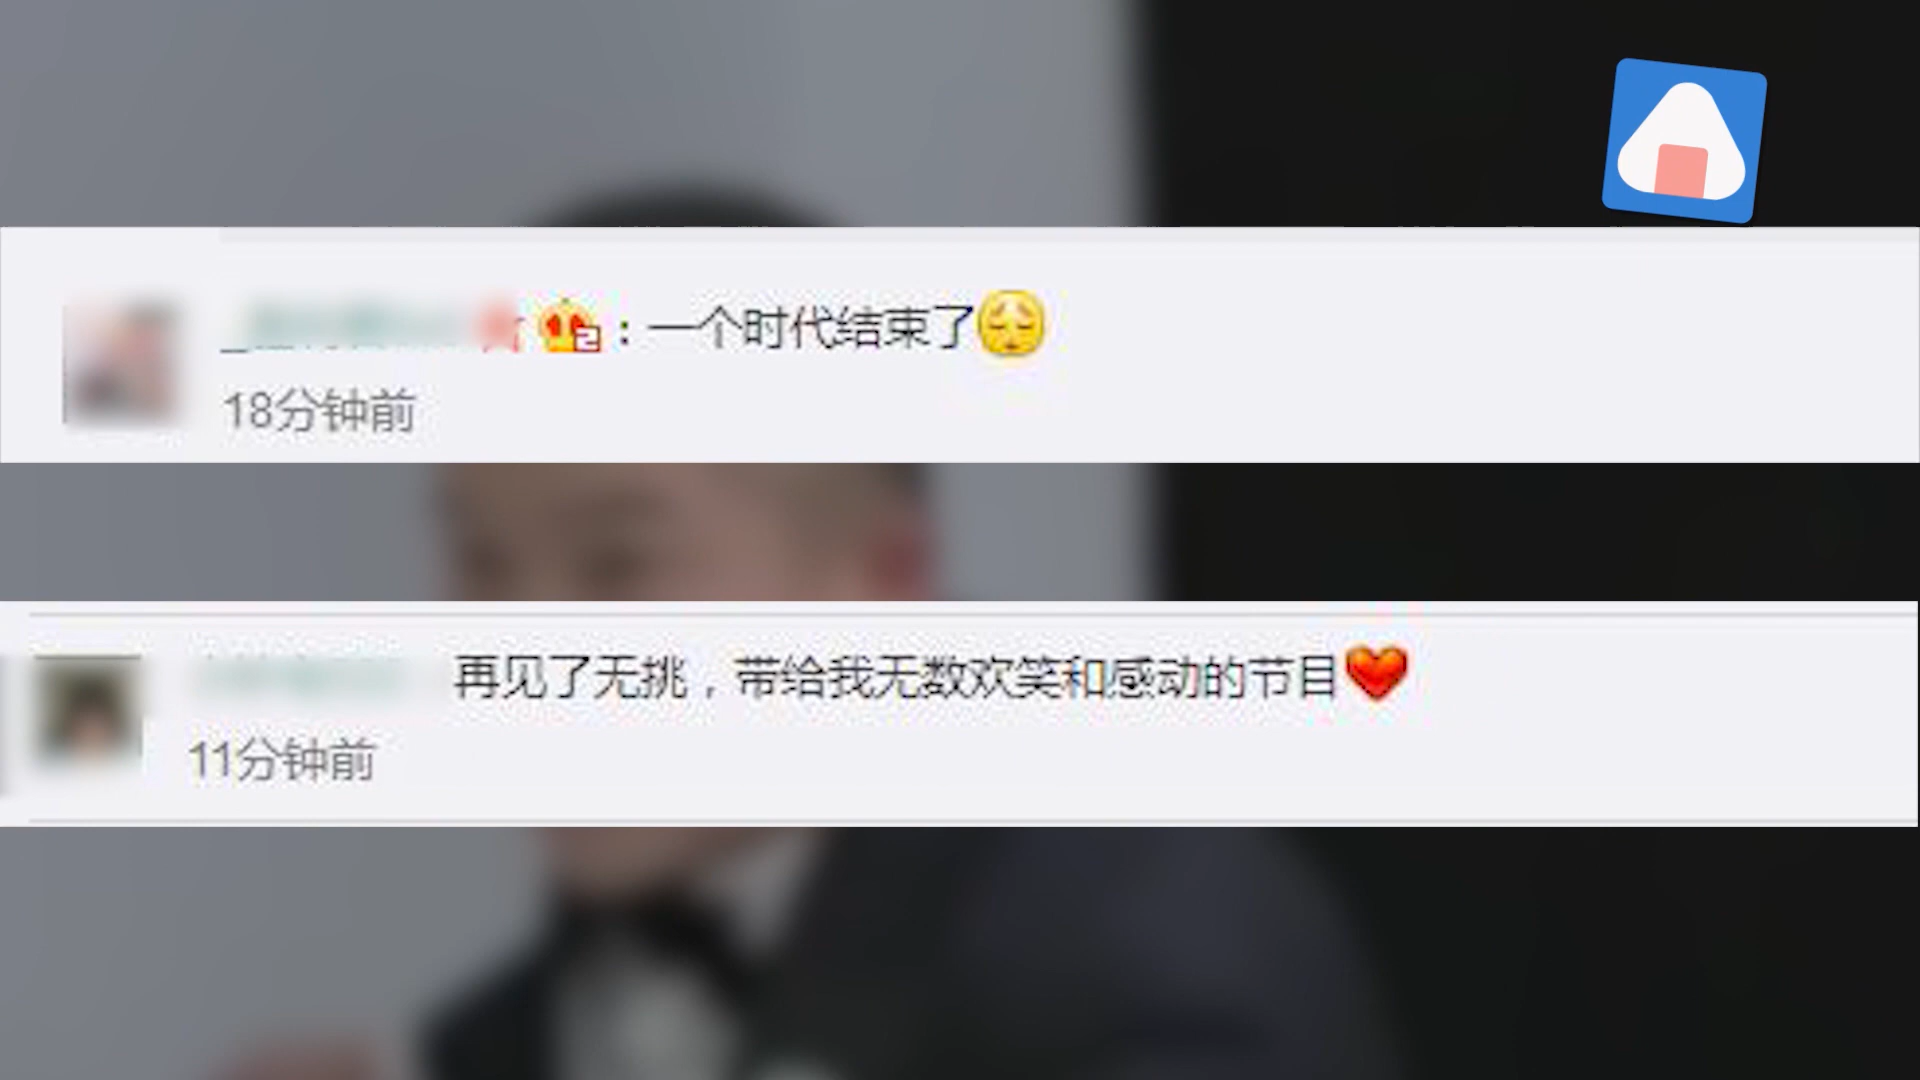 ：一个时代结束了
18分钟前
再见了无挑，带给我无数欢笑和感动的节目
11分钟前